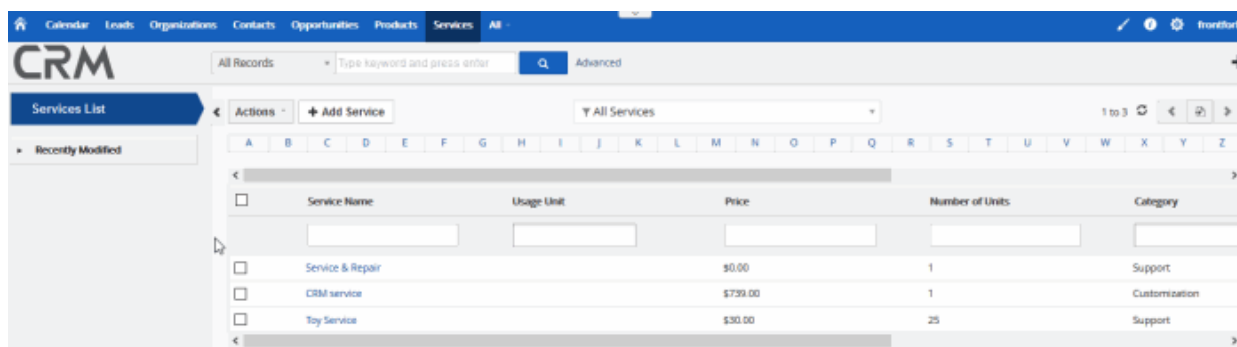 Calendar Leads Organizations Contacts Opportunities Products Services All
CRM
All Records Type keyword and press enter Advanced
Services List
Actions + Add Service All Services 1 to 3
Recently Modified
A B C D E F G H I J K L M N O P Q R S T U V W X Y Z
Service Name Usage Unit Price Number of Units Category
Service & Repair $0.00 1 Support
CRM service $739.00 1 Customization
Toy Service $30.00 25 Support